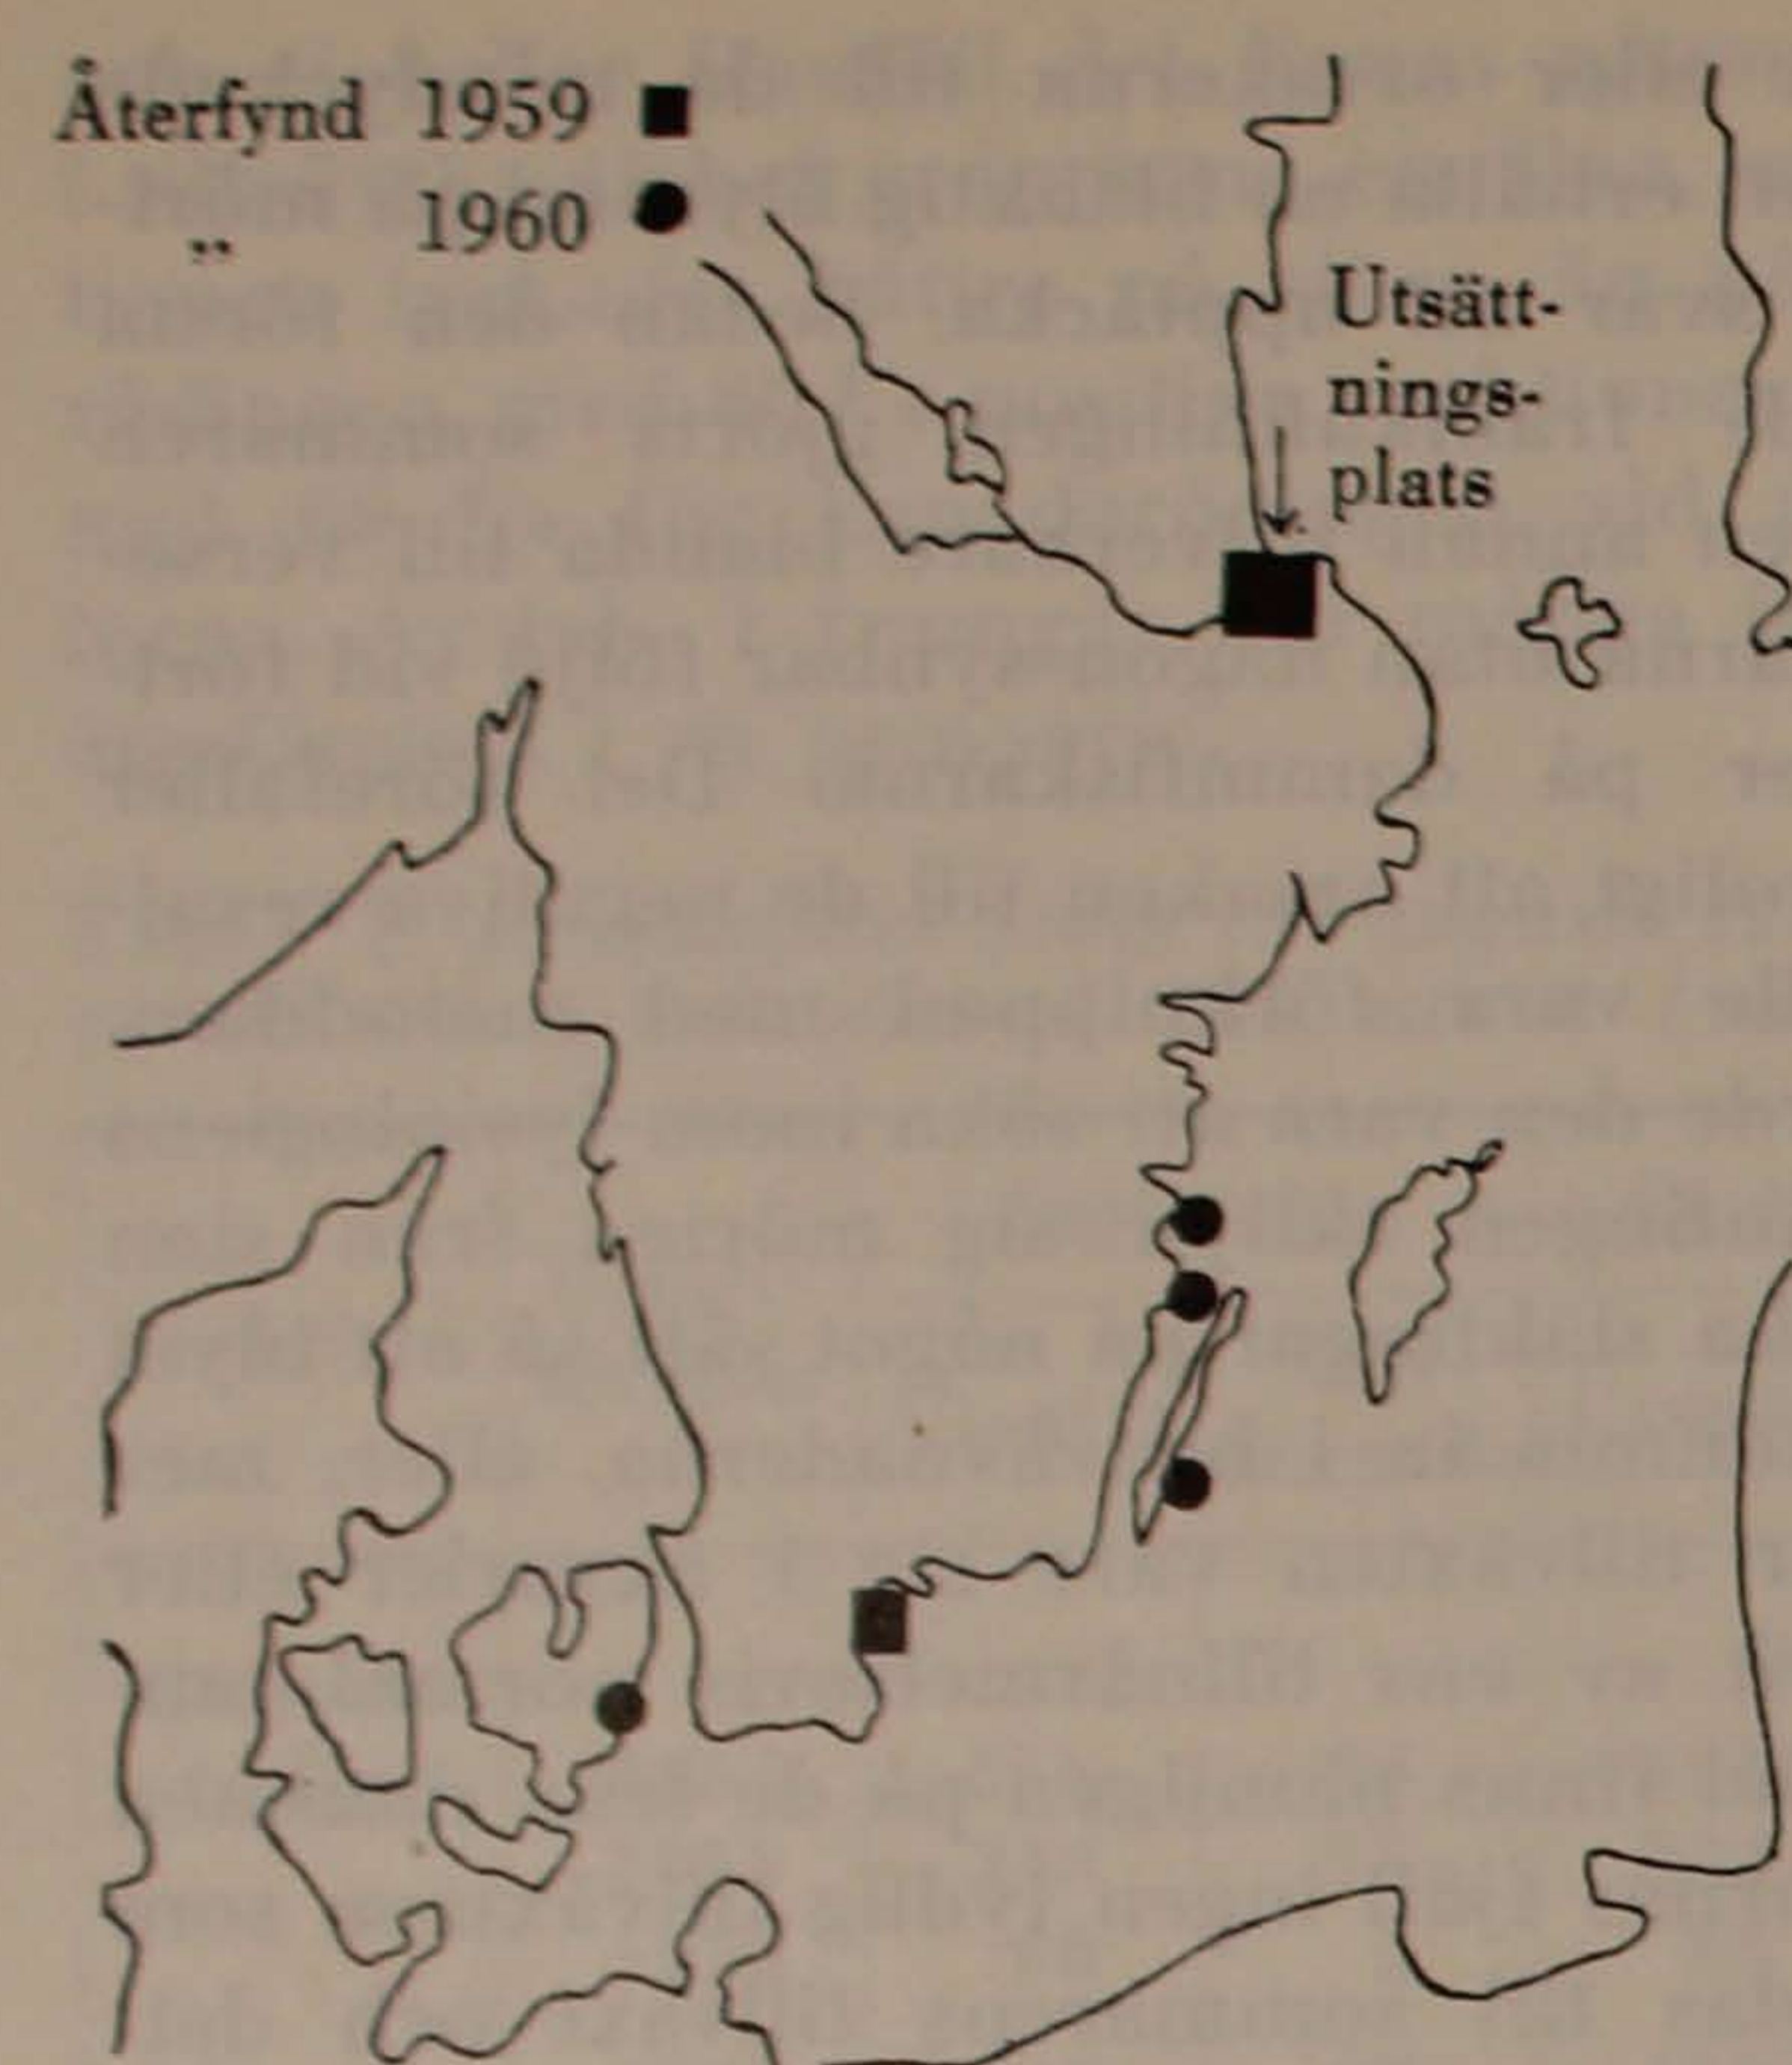 Återfynd 1959 ■
„ 1960 ●
Utsätt-
nings-
plats